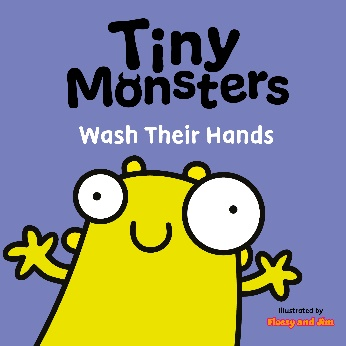 Tiny
Monsters
Wash Their Hands
Illustrated by
Flossy and Jim